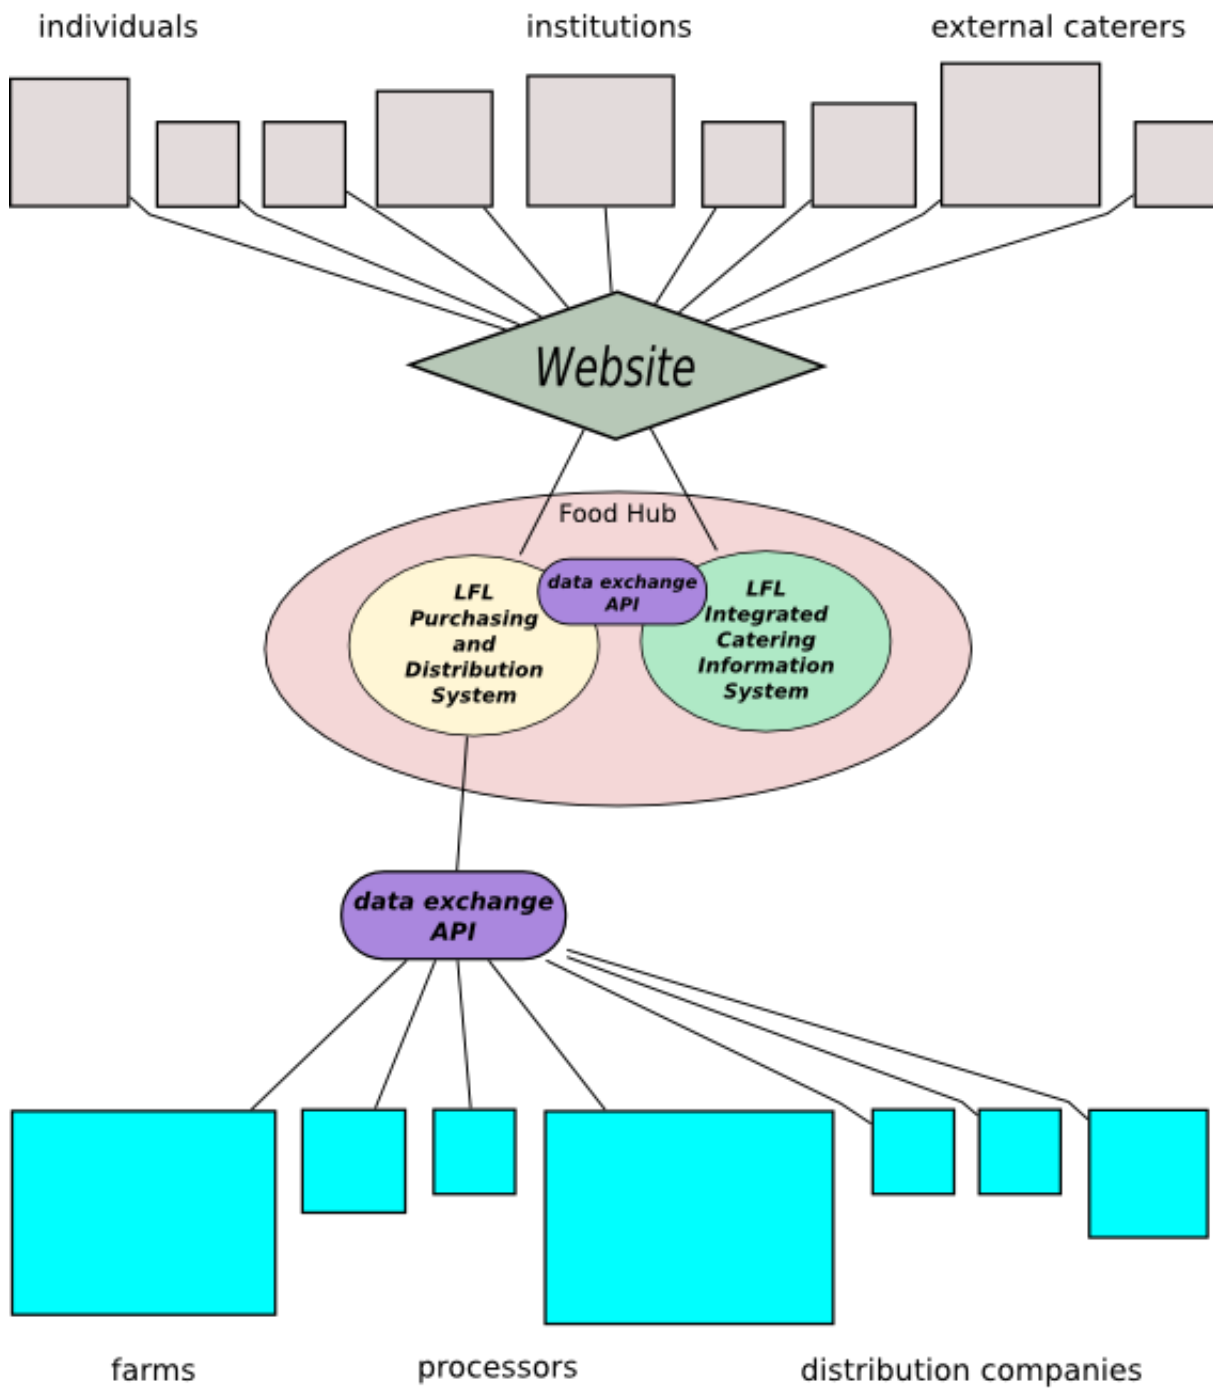 individuals
institutions
external caterers
Website
Food Hub
data exchange
API
LFL
Purchasing
and
Distribution
System
LFL
Integrated
Catering
Information
System
data exchange
API
farms
processors
distribution companies